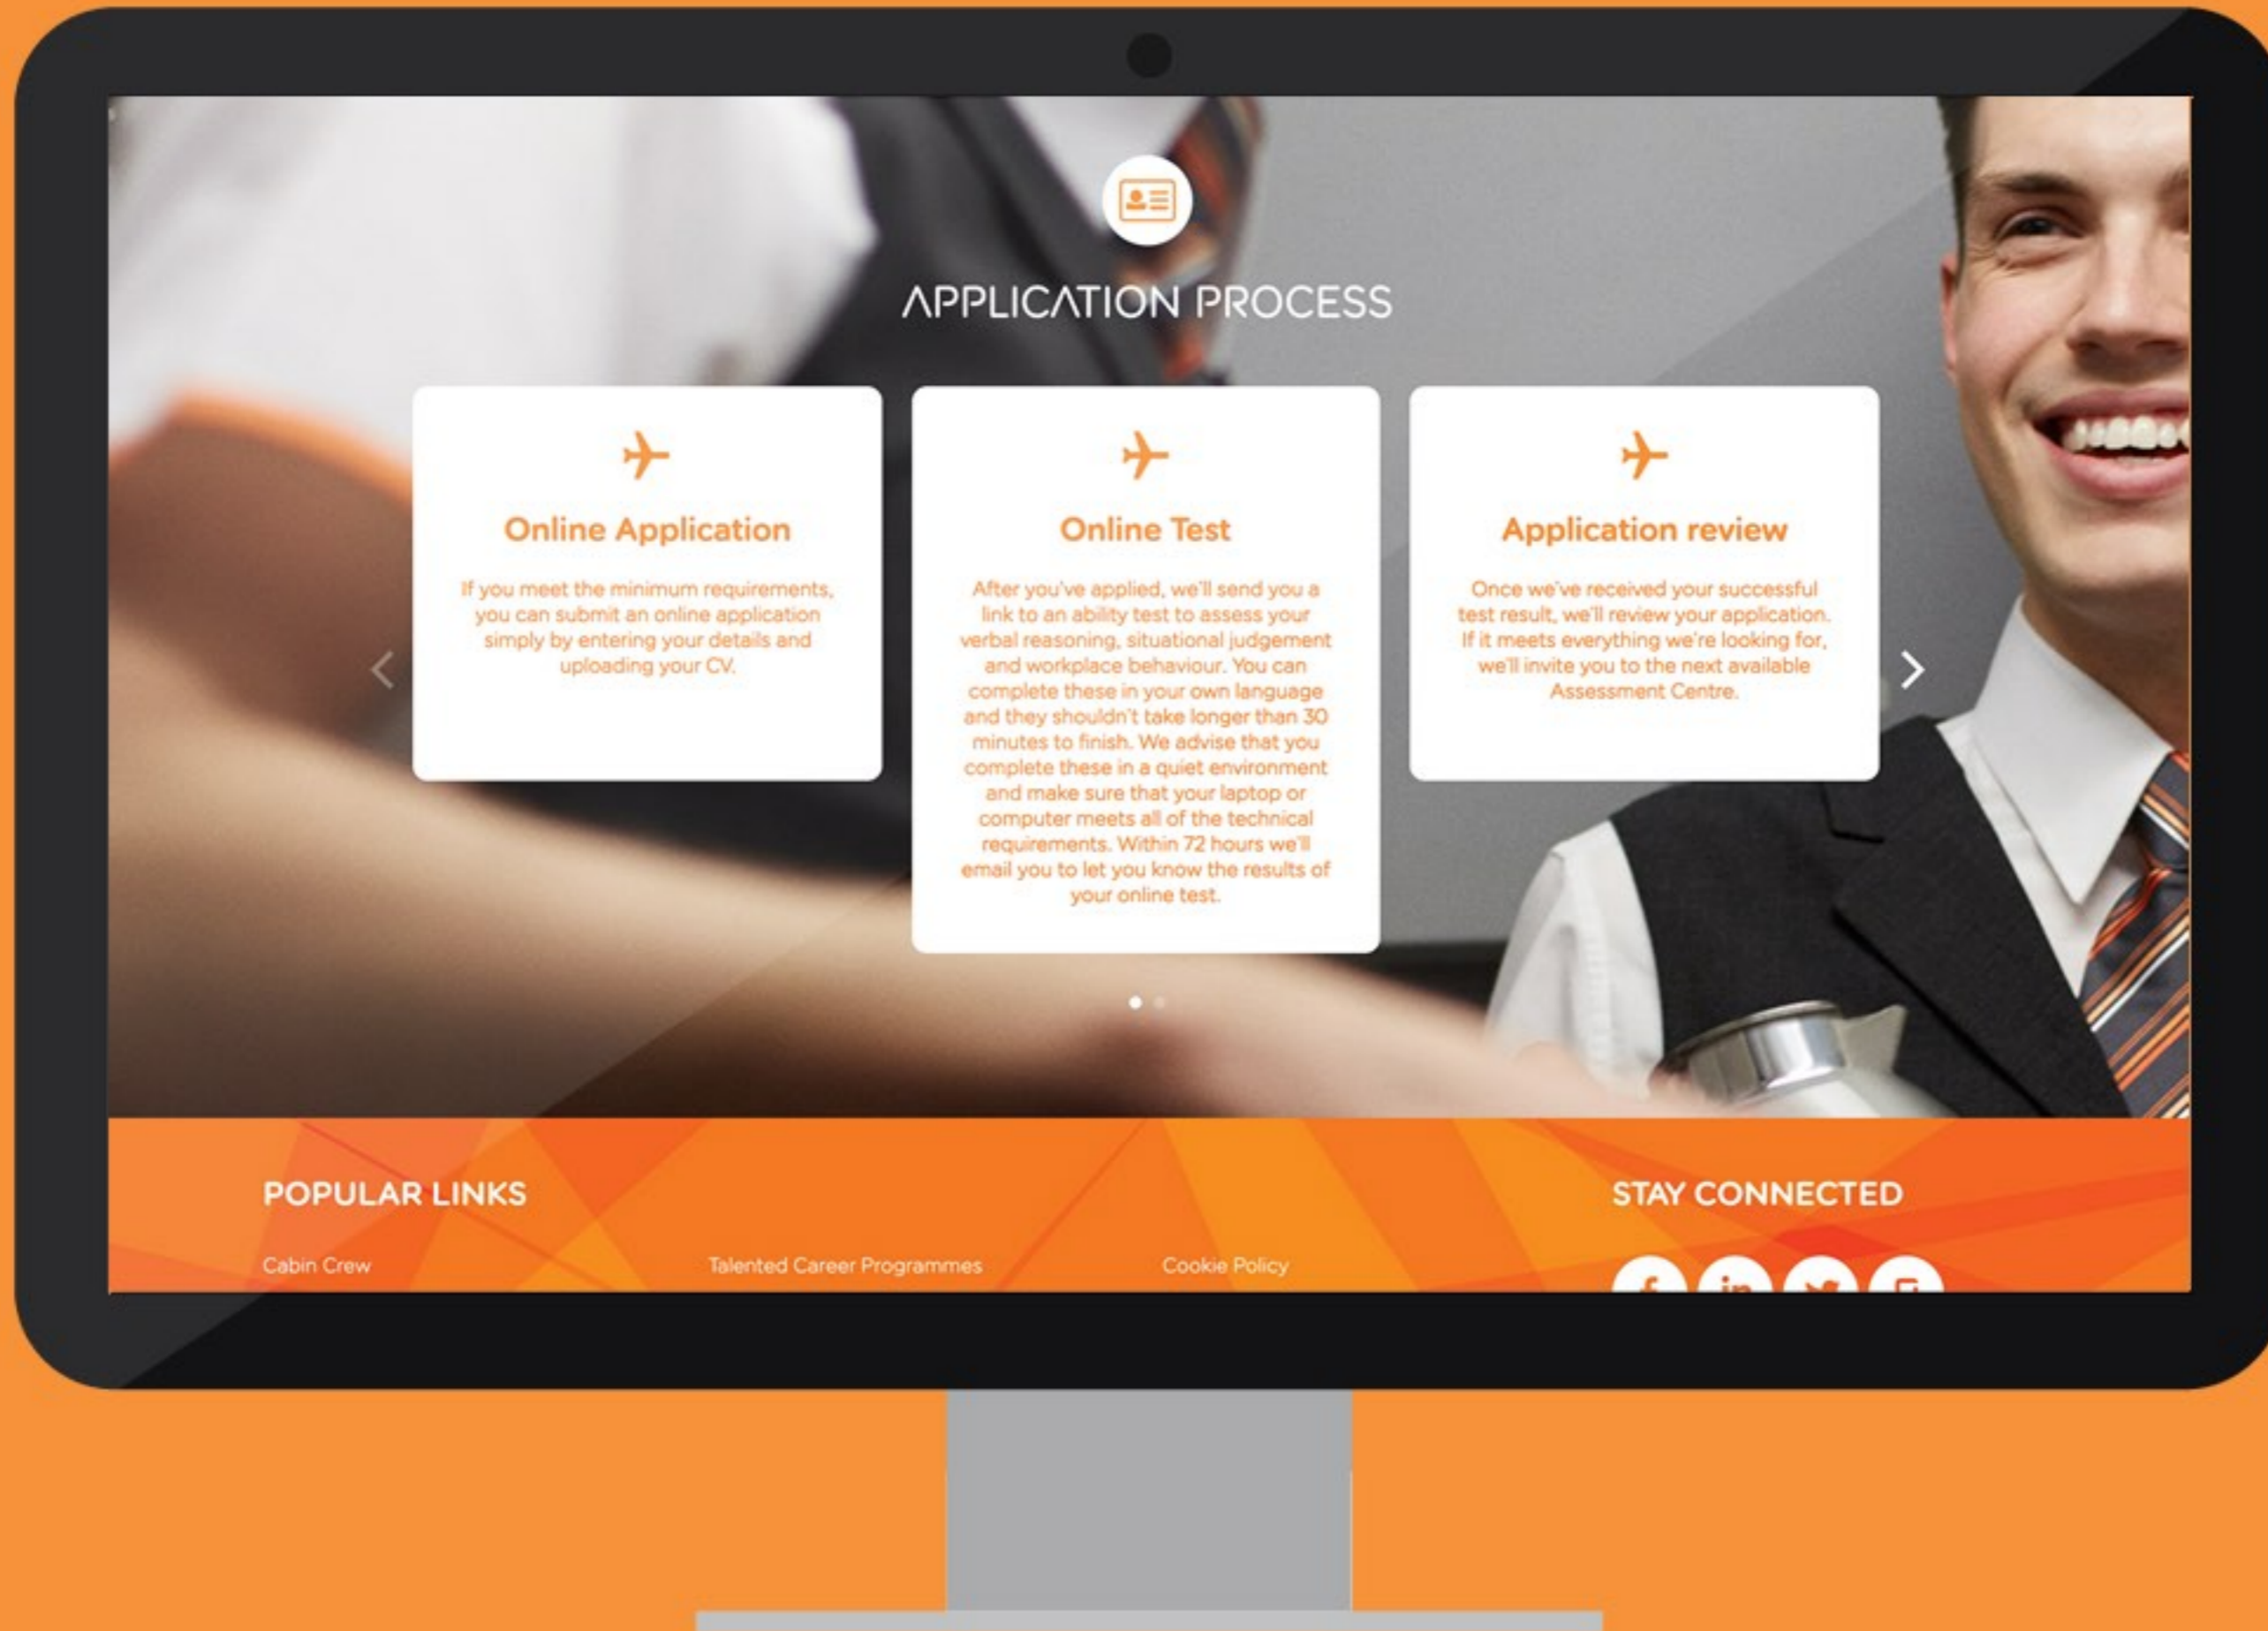 APPLICATION PROCESS
Online Application
If you meet the minimum requirements,
you can submit an online application
simply by entering your details and
uploading your CV.
Online Test
After you've applied, we'll send you a
link to an ability test to assess your
verbal reasoning, situational judgement
and workplace behaviour. You can
complete these in your own language
and they shouldn't take longer than 30
minutes to finish. We advise that you
complete these in a quiet environment
and make sure that your laptop or
computer meets all of the technical
requirements. Within 72 hours we'll
email you to let you know the results of
your online test.
Application review
Once we've received your successful
test result, we'll review your application.
If it meets everything we're looking for,
we'll invite you to the next available
Assessment Centre.
POPULAR LINKS
STAY CONNECTED
Cabin Crew
Talented Career Programmes
Cookie Policy
f in